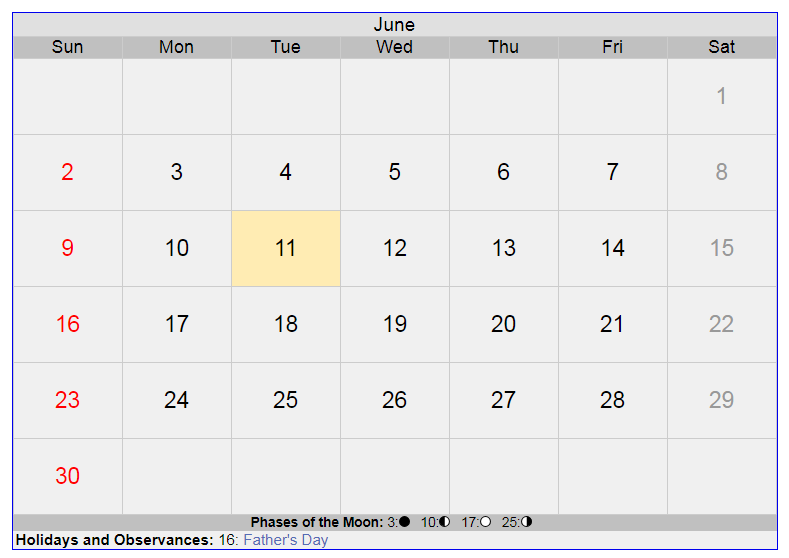 June
Sun Mon Tue Wed Thu Fri Sat
1
2 3 4 5 6 7 8
9 10 11 12 13 14 15
16 17 18 19 20 21 22
23 24 25 26 27 28 29
30
Phases of the Moon: 3: 10: 17: 25:
Holidays and Observances: 16: Father's Day